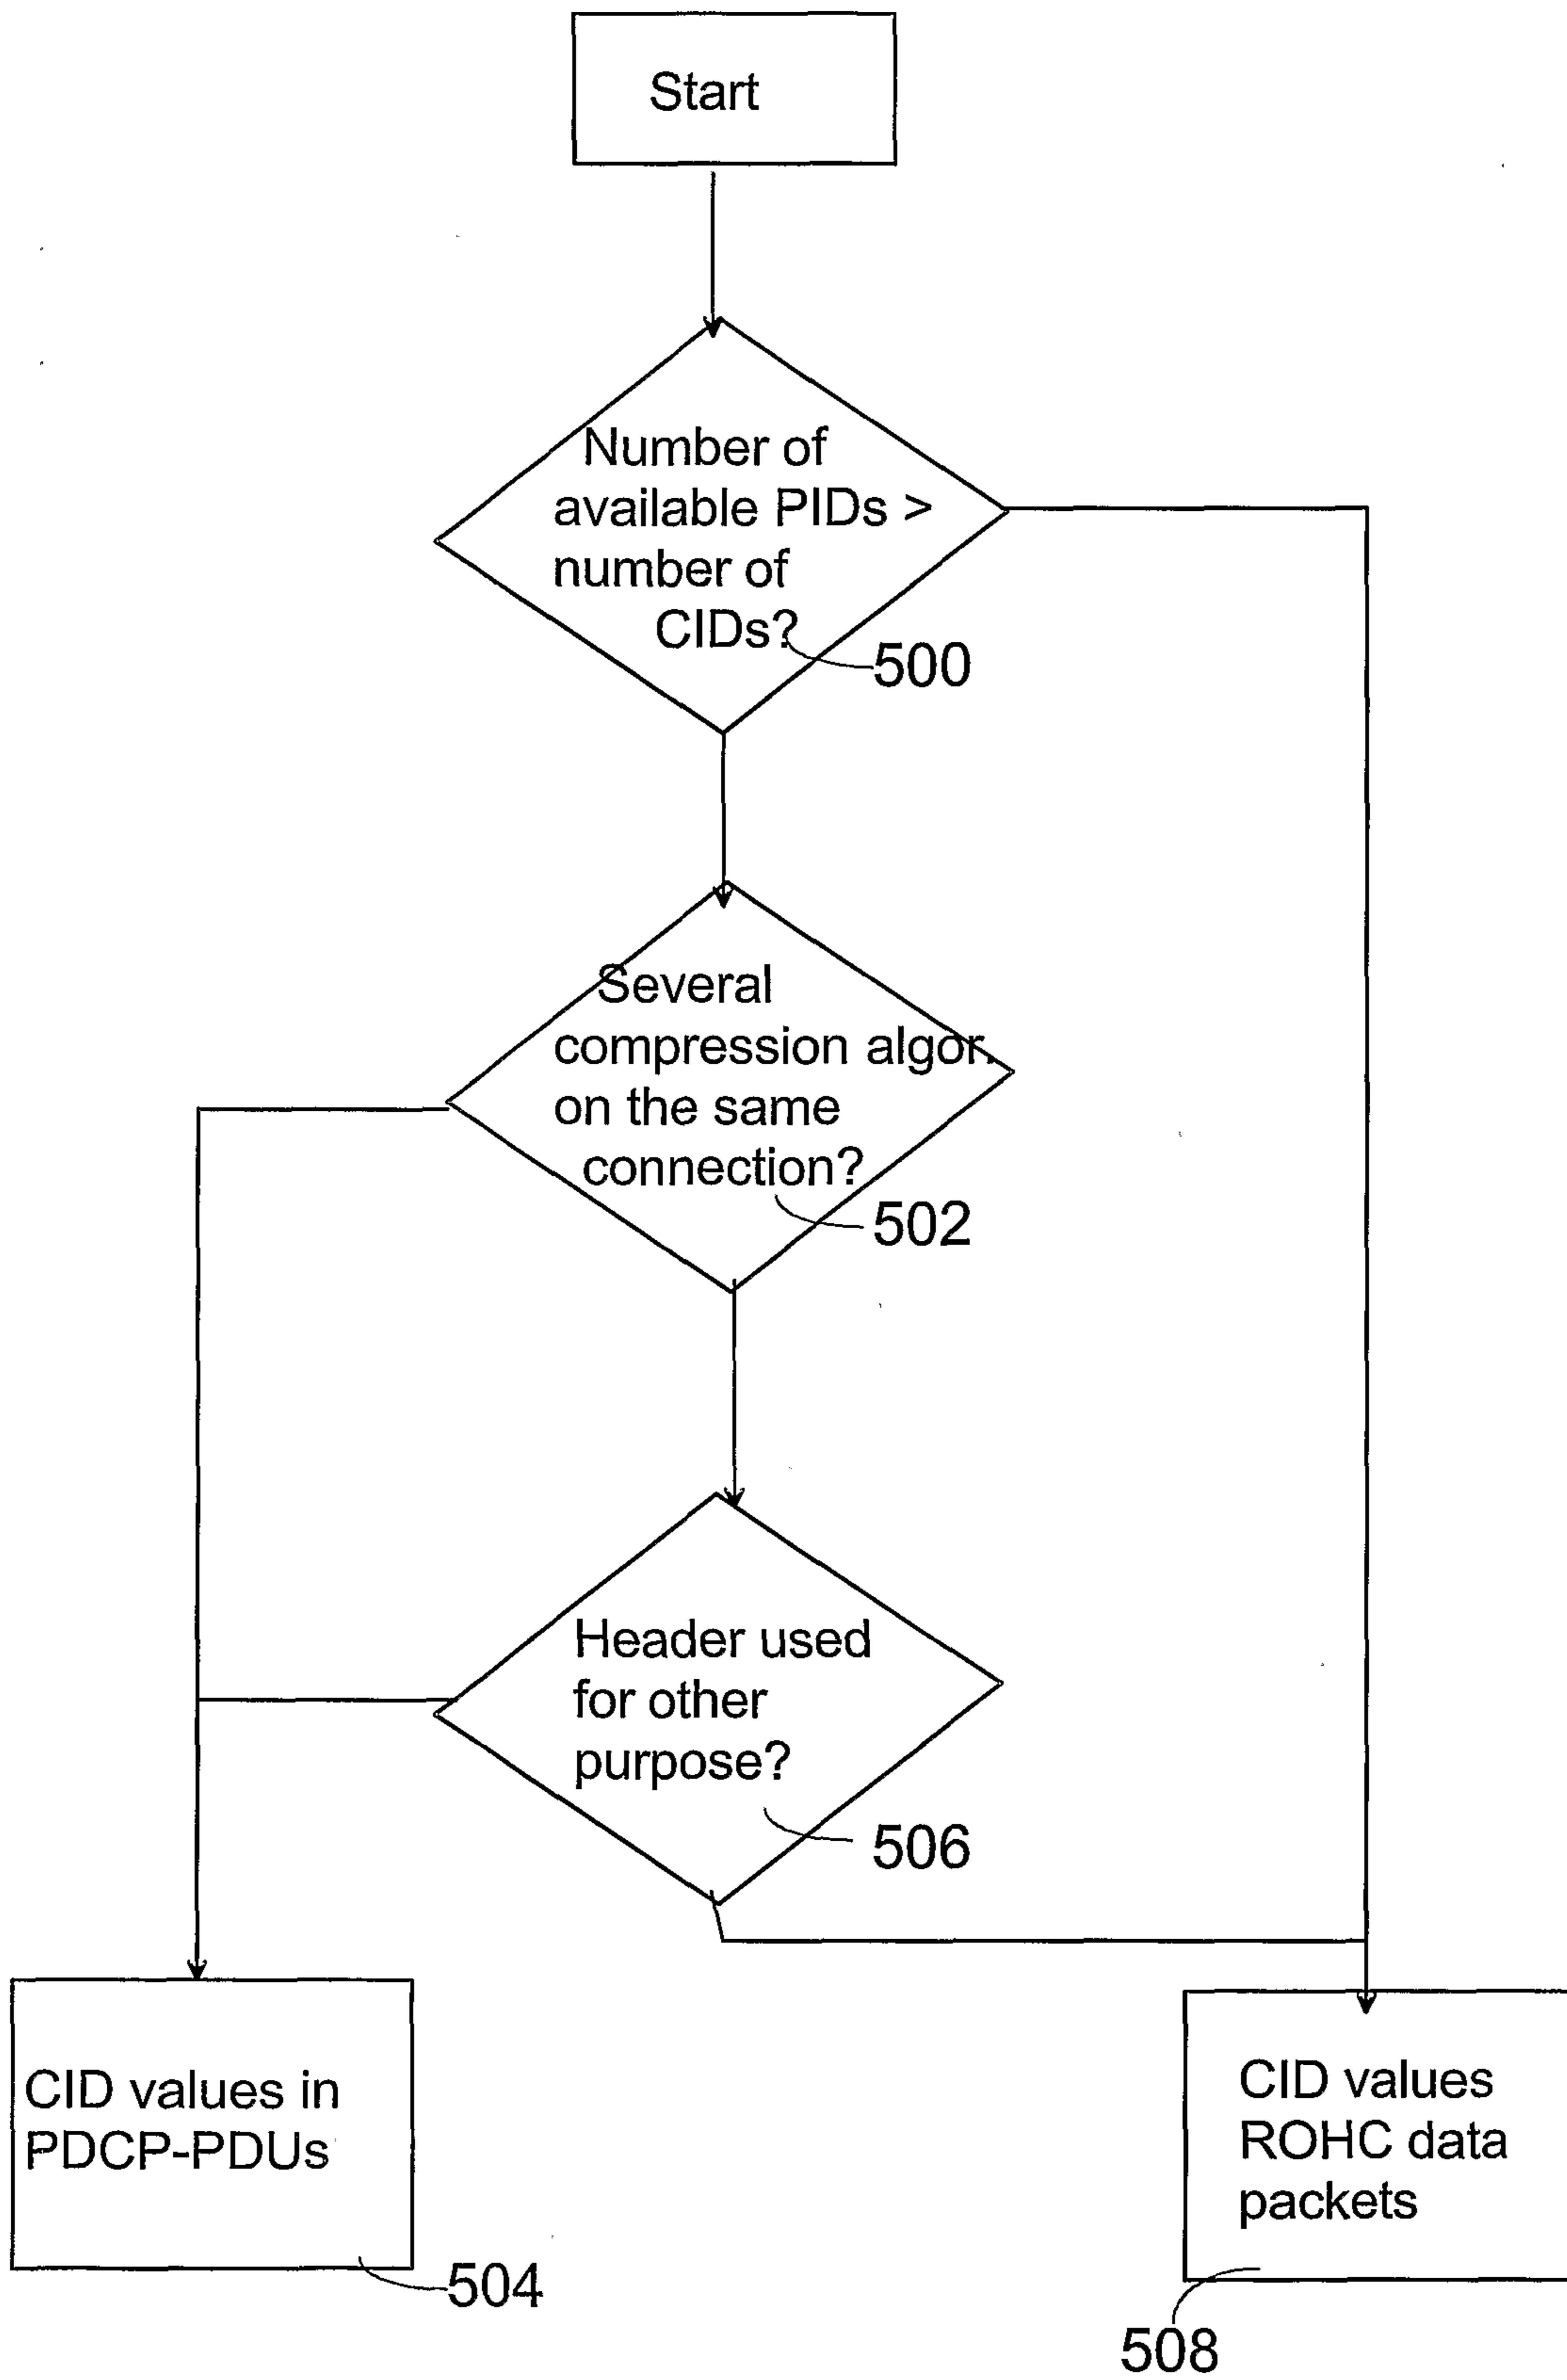 Start
Number of
available PIDs >
number of
CIDs?
500
Several
compression algor.
on the same
connection?
502
Header used
for other
purpose?
506
CID values in
PDCP-PDUs
504
CID values
ROHC data
packets
508